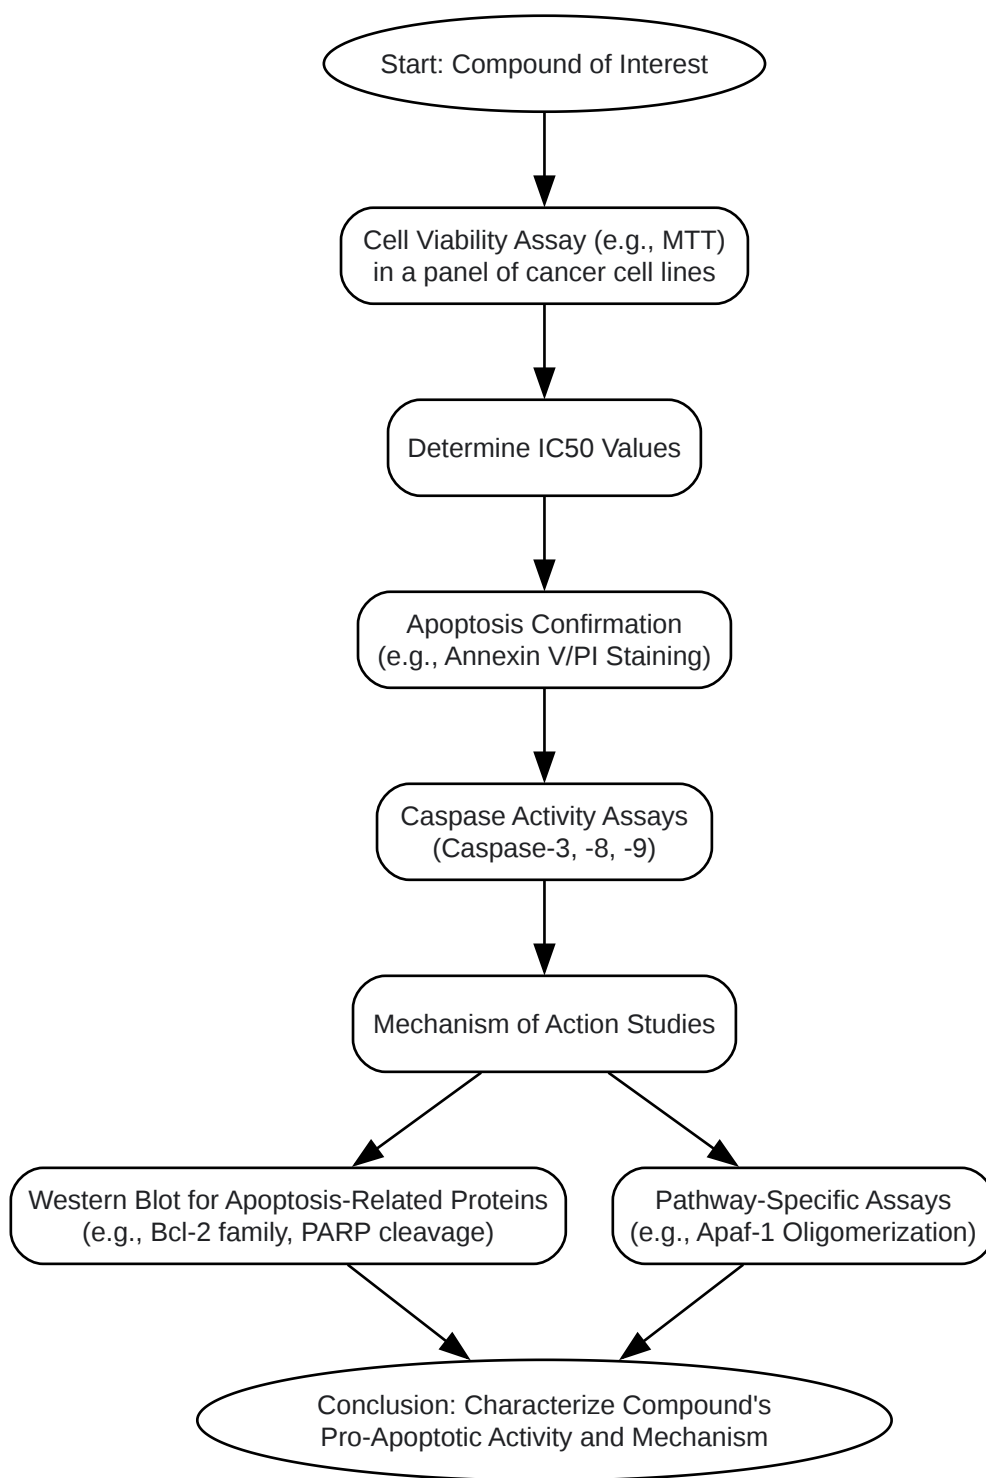 Start: Compound of Interest
Cell Viability Assay (e.g., MTT)
in a panel of cancer cell lines
Determine IC50 Values
Apoptosis Confirmation
(e.g., Annexin V/PI Staining)
Caspase Activity Assays
(Caspase-3, -8, -9)
Mechanism of Action Studies
Western Blot for Apoptosis-Related Proteins
(e.g., Bcl-2 family, PARP cleavage)
Pathway-Specific Assays
(e.g., Apaf-1 Oligomerization)
Conclusion: Characterize Compound's
Pro-Apoptotic Activity and Mechanism